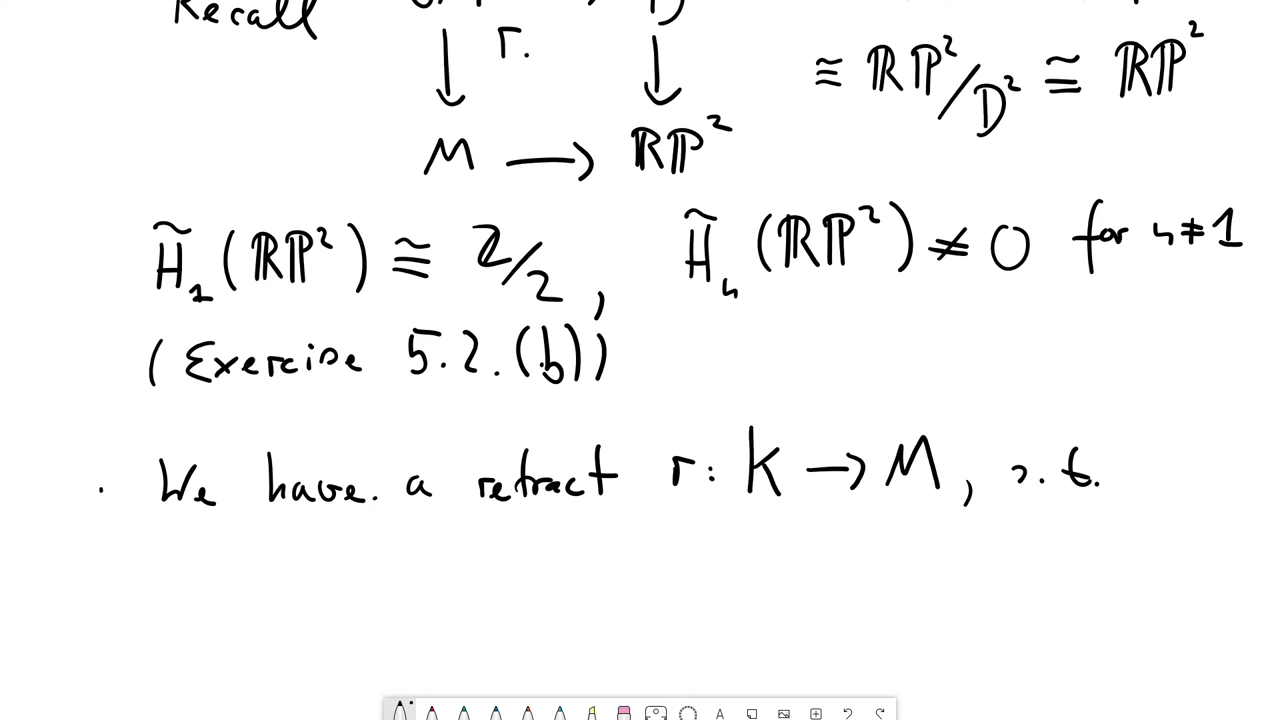 Recall
Γ.
≅ ℝℙ²/D² ≅ ℝℙ²
M → ℝℙ²
H̃₁(ℝℙ²) ≅ ℤ/2, H̃ₙ(ℝℙ²) ≠ 0 for n ≠ 1
(Exercise 5.2.(b))
· We have a retract r: K → M, s.t.